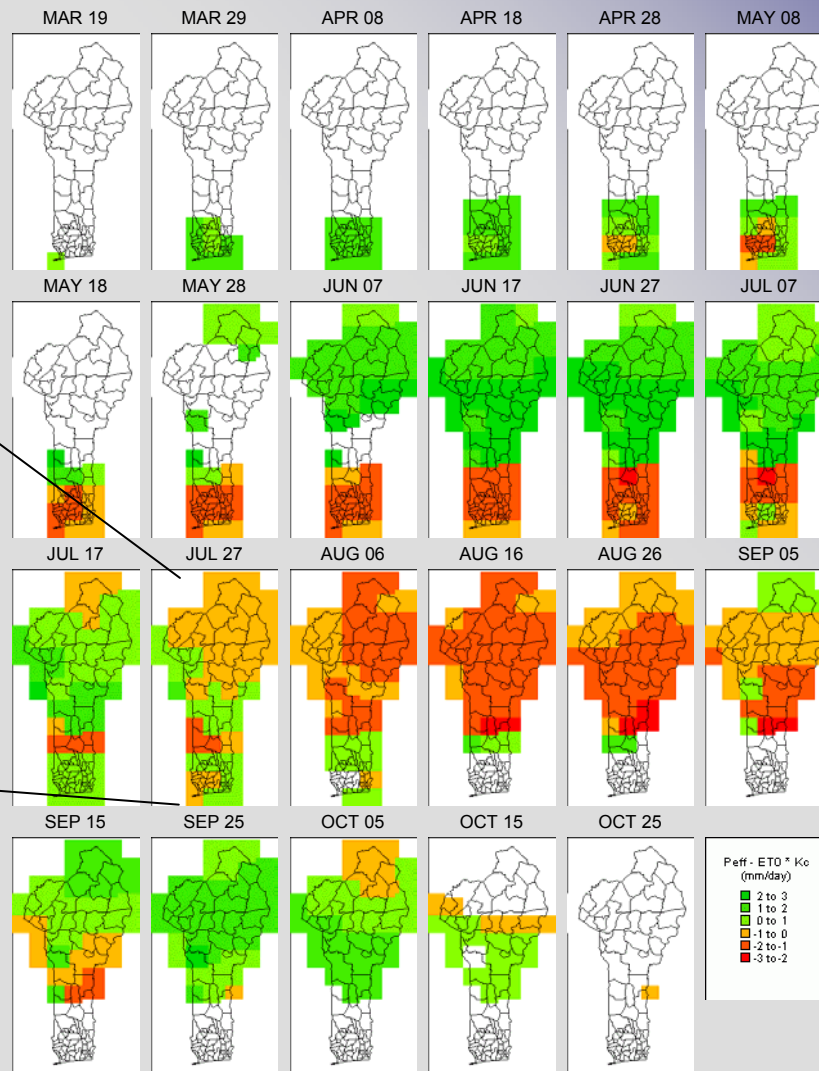 MAR 19 MAR 29 APR 08 APR 18 APR 28 MAY 08
MAY 18 MAY 28 JUN 07 JUN 17 JUN 27 JUL 07
JUL 17 JUL 27 AUG 06 AUG 16 AUG 26 SEP 05
SEP 15 SEP 25 OCT 05 OCT 15 OCT 25
Peff - ET0 * Kc
(mm/day)
2 to 3
1 to 2
0 to 1
-1 to 0
-2 to -1
-3 to -2